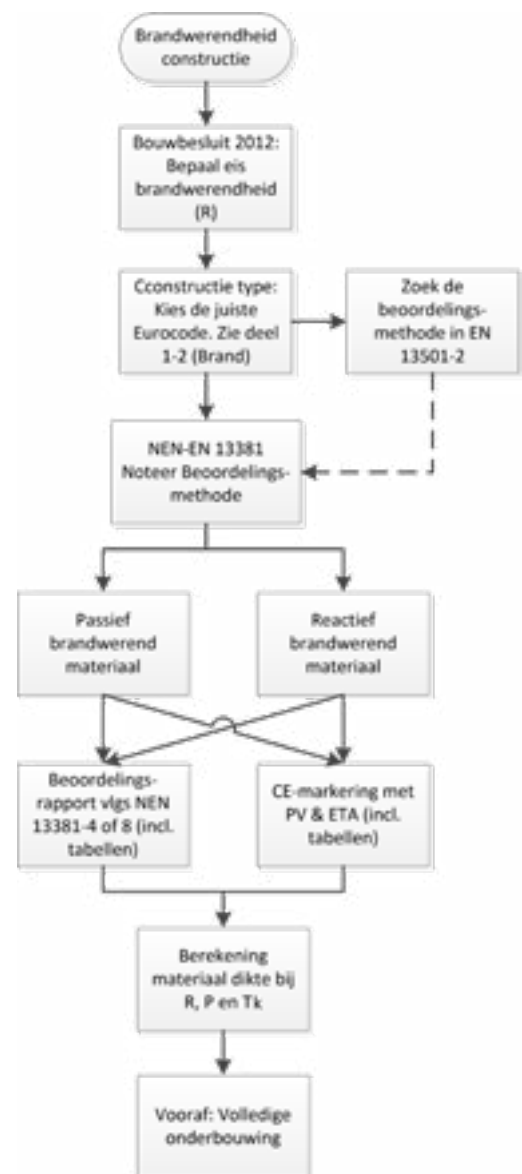 Brandwerendheid
constructie
Bouwbesluit 2012:
Bepaal eis
brandwerendheid
(R)
Cconstructie type:
Kies de juiste
Eurocode. Zie deel
1-2 (Brand)
Zoek de
beoordelings-
methode in EN
13501-2
NEN-EN 13381
Noteer Beoordelings-
methode
Passief
brandwerend
materiaal
Reactief
brandwerend
materiaal
Beoordelings-
rapport vlgs NEN
13381-4 of 8 (incl.
tabellen)
CE-markering met
PV & ETA (incl.
tabellen)
Berekening
materiaal dikte bij
R, P en Tk
Vooraf: Volledige
onderbouwing